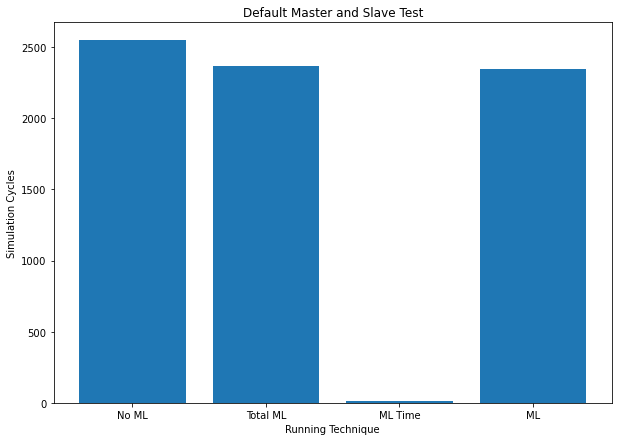 Default Master and Slave Test
Simulation Cycles
2500
2000
1500
1000
500
0
No ML
Total ML
ML Time
ML
Running Technique